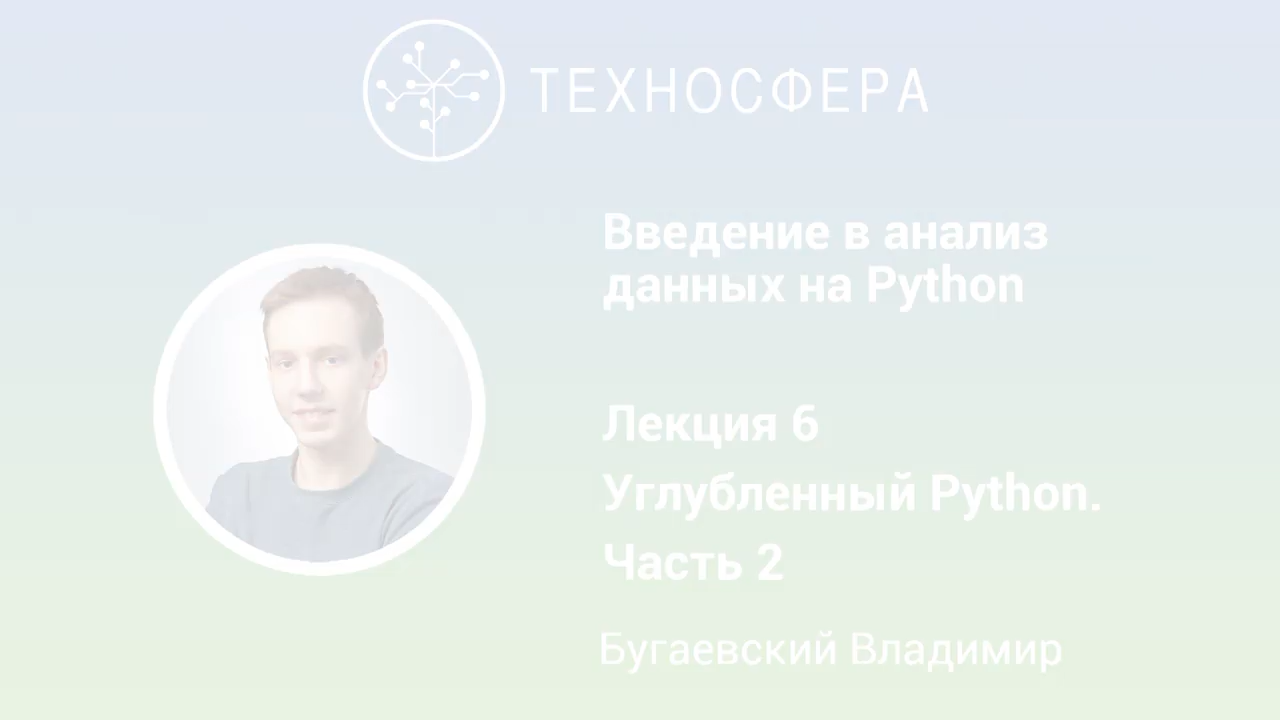 ТЕХНОСФЕРА
Введение в анализ
данных на Python
Лекция 6
Углубленный Python.
Часть 2
Бугаевский Владимир